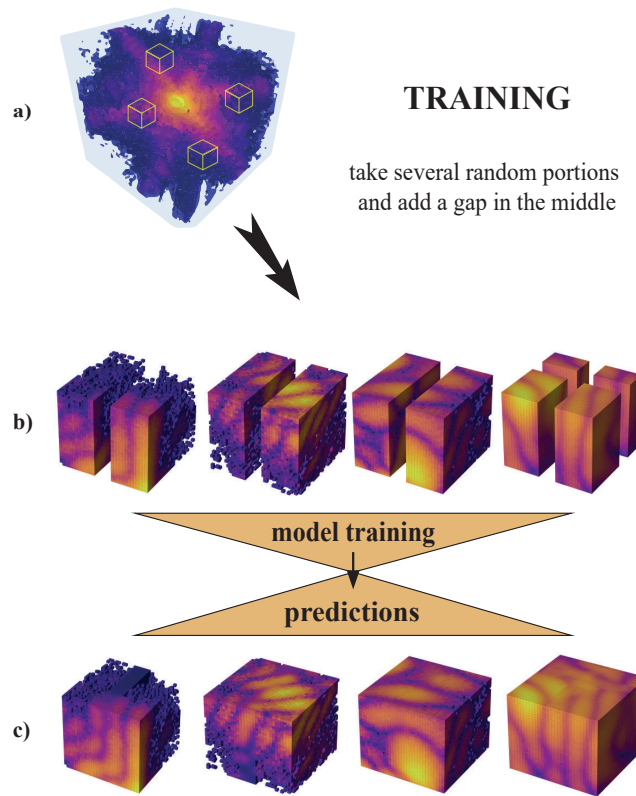 a)
TRAINING
take several random portions
and add a gap in the middle
b)
model training
predictions
c)